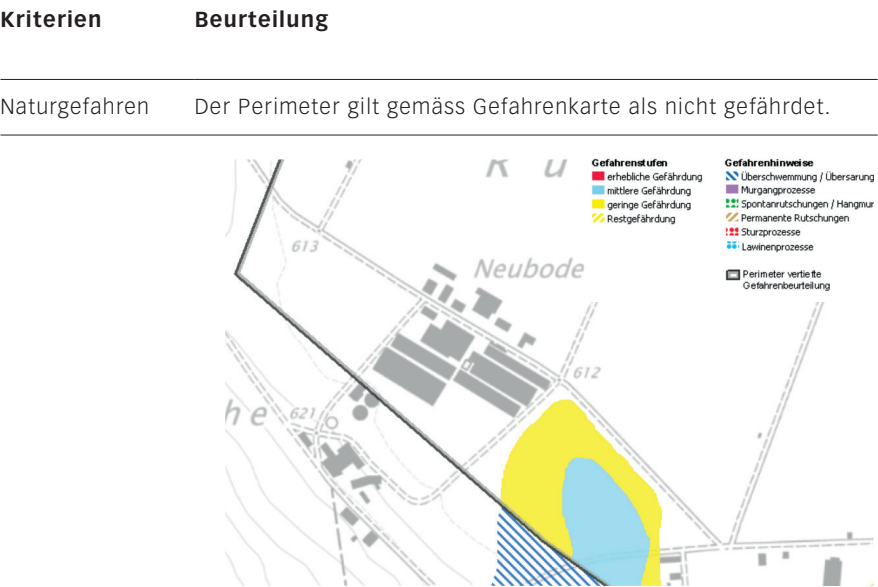 Kriterien Beurteilung
Naturgefahren Der Perimeter gilt gemäss Gefahrenkarte als nicht gefährdet.
R u
Gefahrenstufen
erhebliche Gefährdung
mittlere Gefährdung
geringe Gefährdung
Restgefährdung
Gefahrenhinweise
Überschwemmung / Übersarung
Murgangprozesse
Spontanrutschungen / Hangmur
Permanente Rutschungen
Sturzprozesse
Lawinenprozesse
Perimeter vertiefte
Gefahrenbeurteilung
613
Neubode
612
h e
621